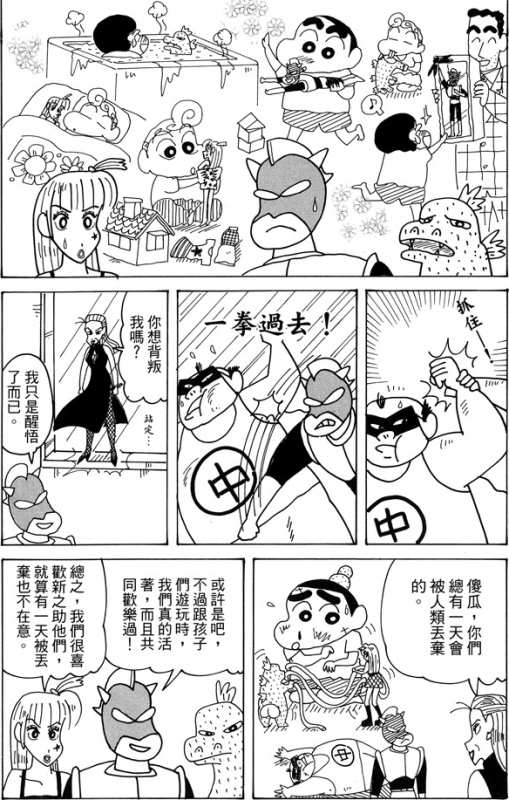 ♪
抓住—!
中
一拳過去！
中
你想背叛
我嗎？
站定…
我只是醒悟
了而已。
傻瓜，你們
總有一天會
被人類丟棄
的。
中
或許是吧，
不過跟孩子
們遊玩時，
我們真的活
著，而且共
同歡樂過！
總之，我們很喜
歡新之助他們，
就算有一天被丟
棄也不在意。